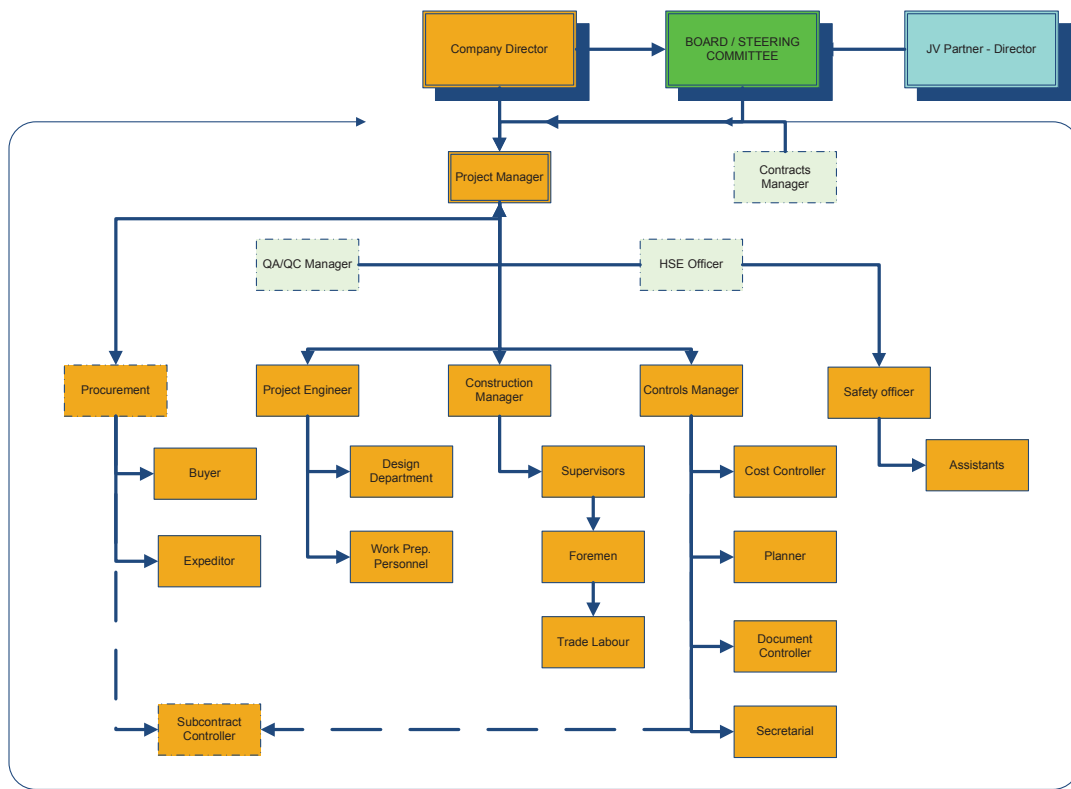 Company Director
BOARD / STEERING
COMMITTEE
JV Partner - Director
Project Manager
Contracts
Manager
QA/QC Manager
HSE Officer
Procurement
Project Engineer
Construction
Manager
Controls Manager
Safety officer
Buyer
Design
Department
Supervisors
Cost Controller
Assistants
Expeditor
Work Prep.
Personnel
Foremen
Planner
Trade Labour
Document
Controller
Subcontract
Controller
Secretarial